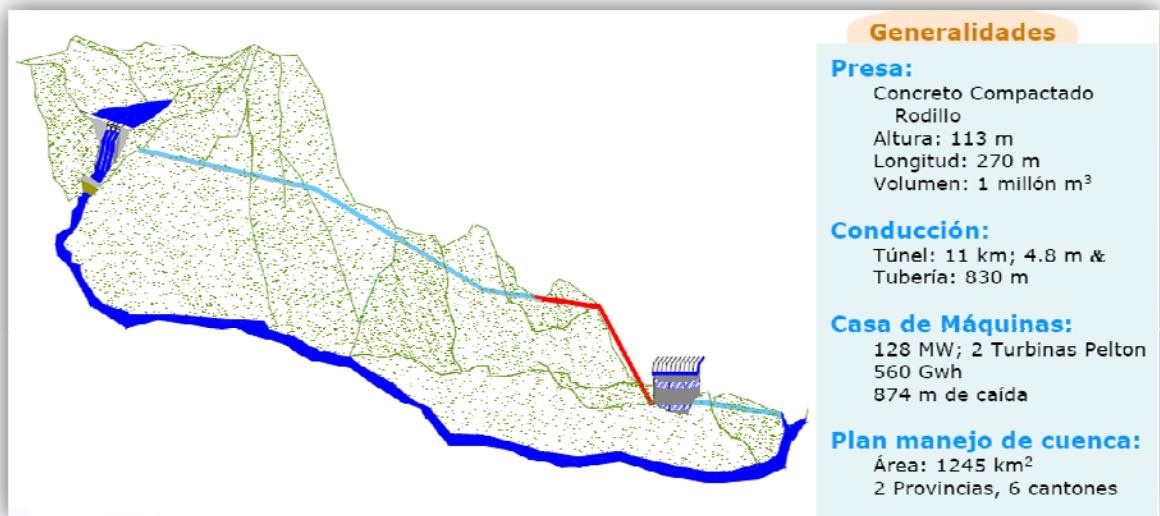 Generalidades
Presa:
Concreto Compactado
Rodillo
Altura: 113 m
Longitud: 270 m
Volumen: 1 millón m³
Conducción:
Túnel: 11 km; 4.8 m &
Tubería: 830 m
Casa de Máquinas:
128 MW; 2 Turbinas Pelton
560 Gwh
874 m de caída
Plan manejo de cuenca:
Área: 1245 km²
2 Provincias, 6 cantones